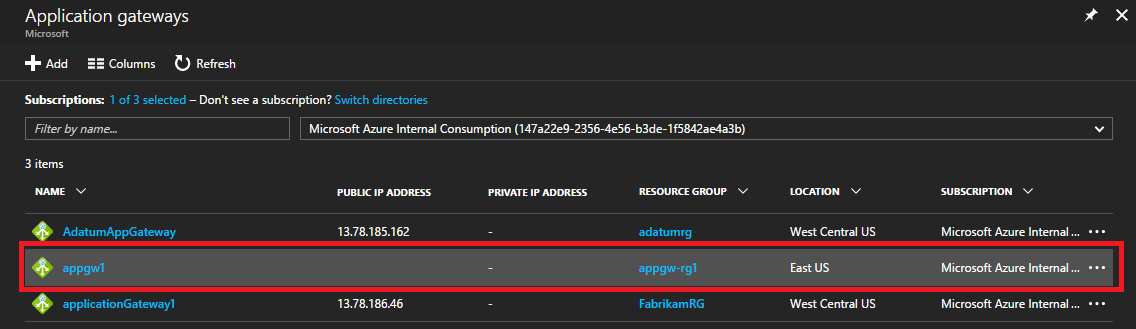 Application gateways
Microsoft
Add Columns Refresh
Subscriptions: 1 of 3 selected – Don't see a subscription? Switch directories
Filter by name... Microsoft Azure Internal Consumption (147a22e9-2356-4e56-b3de-1f5842ae4a3b)
3 items
NAME PUBLIC IP ADDRESS PRIVATE IP ADDRESS RESOURCE GROUP LOCATION SUBSCRIPTION
AdatumAppGateway 13.78.185.162 - adatumrg West Central US Microsoft Azure Internal ... ...
appgw1 - appgw-rg1 East US Microsoft Azure Internal ... ...
applicationGateway1 13.78.186.46 - FabrikamRG West Central US Microsoft Azure Internal ... ...